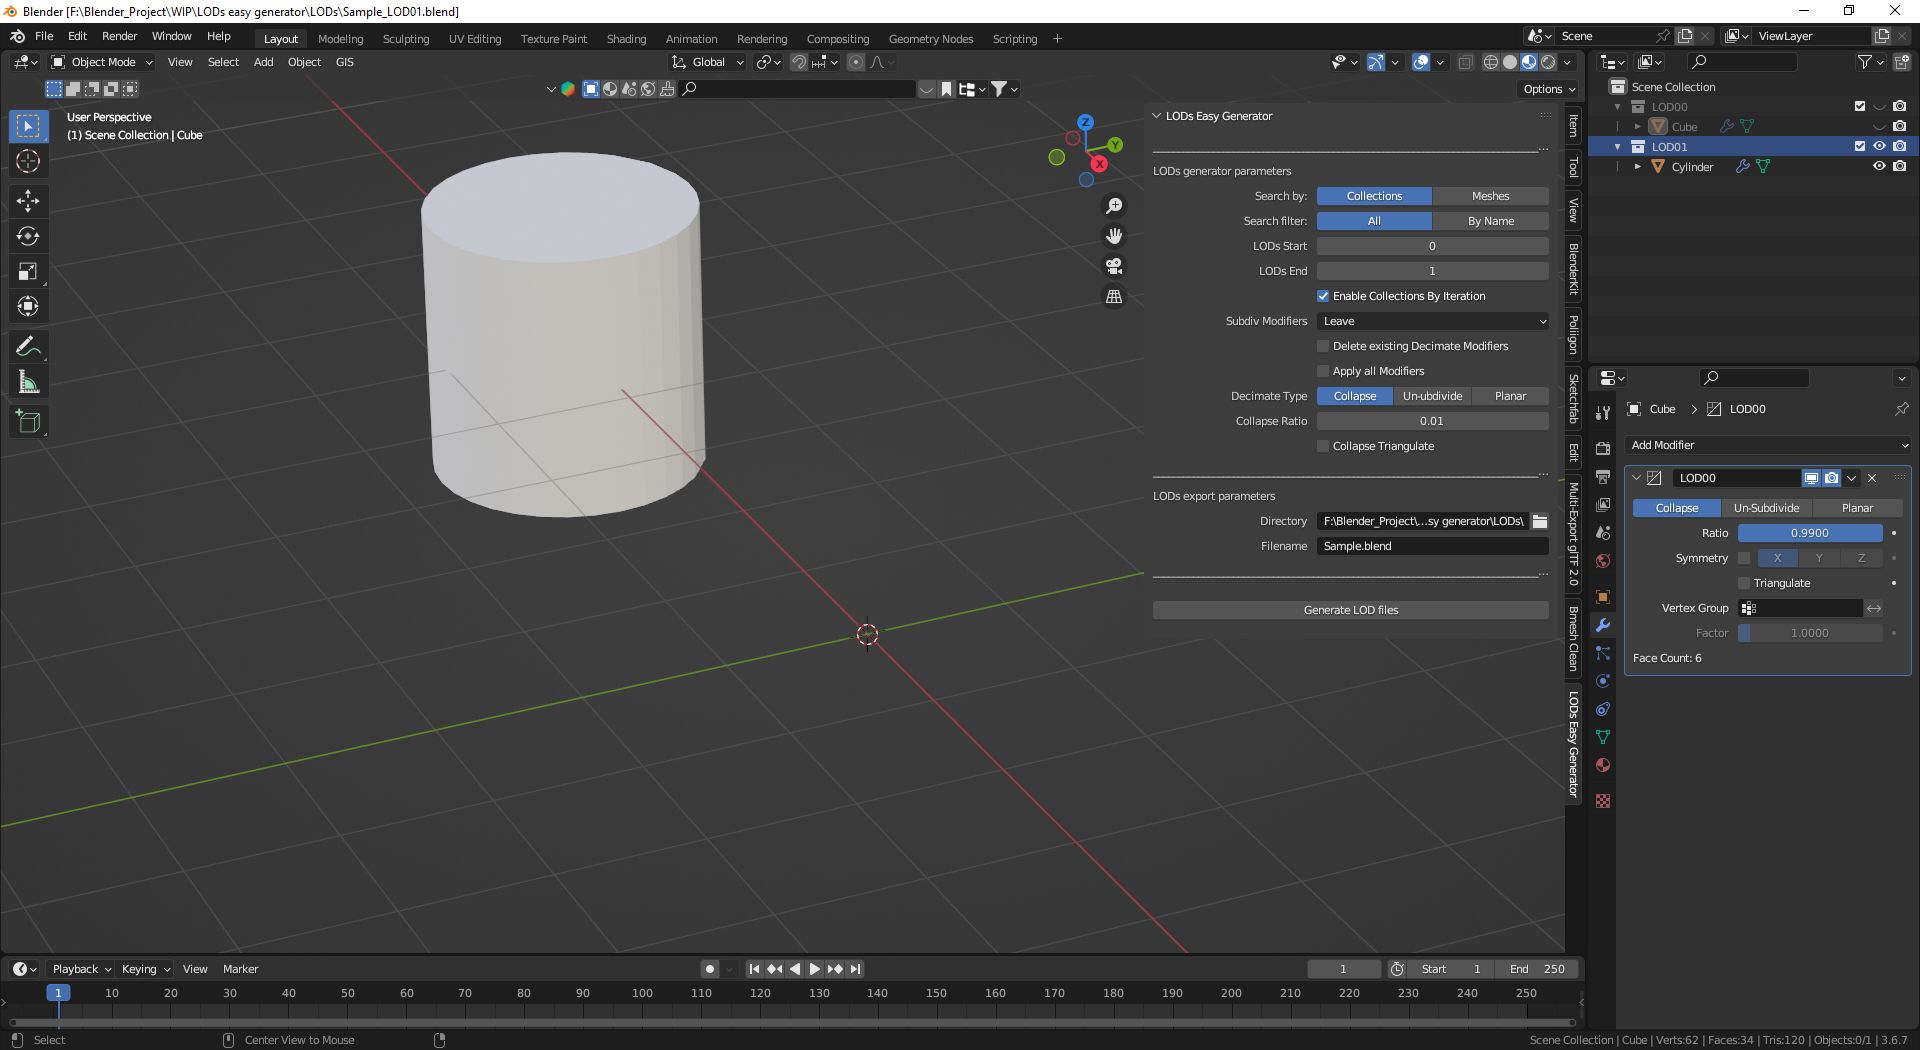 Blender [F:\Blender_Project\WIP\LODs easy generator\LODs\Sample_LOD01.blend]
File Edit Render Window Help Layout Modeling Sculpting UV Editing Texture Paint Shading Animation Rendering Compositing Geometry Nodes Scripting + Scene ViewLayer
Object Mode View Select Add Object GIS Global
Options
User Perspective
(1) Scene Collection | Cube
Z
Y
X
LODs Easy Generator
LODs generator parameters
Search by: Collections Meshes
Search filter: All By Name
LODs Start 0
LODs End 1
Enable Collections By Iteration
Subdiv Modifiers Leave
Delete existing Decimate Modifiers
Apply all Modifiers
Decimate Type Collapse Un-subdivide Planar
Collapse Ratio 0.01
Collapse Triangulate
LODs export parameters
Directory F:\Blender_Project\...sy generator\LODs\
Filename Sample.blend
Generate LOD files
Item
Tool
View
BlenderKit
Poliigon
Sketchfab
Edit
Multi-Export glTF 2.0
Bmesh Clean
LODs Easy Generator
Scene Collection
LOD00
Cube
LOD01
Cylinder
Cube > LOD00
Add Modifier
LOD00
Collapse Un-Subdivide Planar
Ratio 0.9900
Symmetry X Y Z
Triangulate
Vertex Group
Factor 1.0000
Face Count: 6
Playback Keying View Marker 1 Start 1 End 250
1 10 20 30 40 50 60 70 80 90 100 110 120 130 140 150 160 170 180 190 200 210 220 230 240 250
Select Center View to Mouse Scene Collection | Cube | Verts:62 | Faces:34 | Tris:120 | Objects:0/1 | 3.6.7